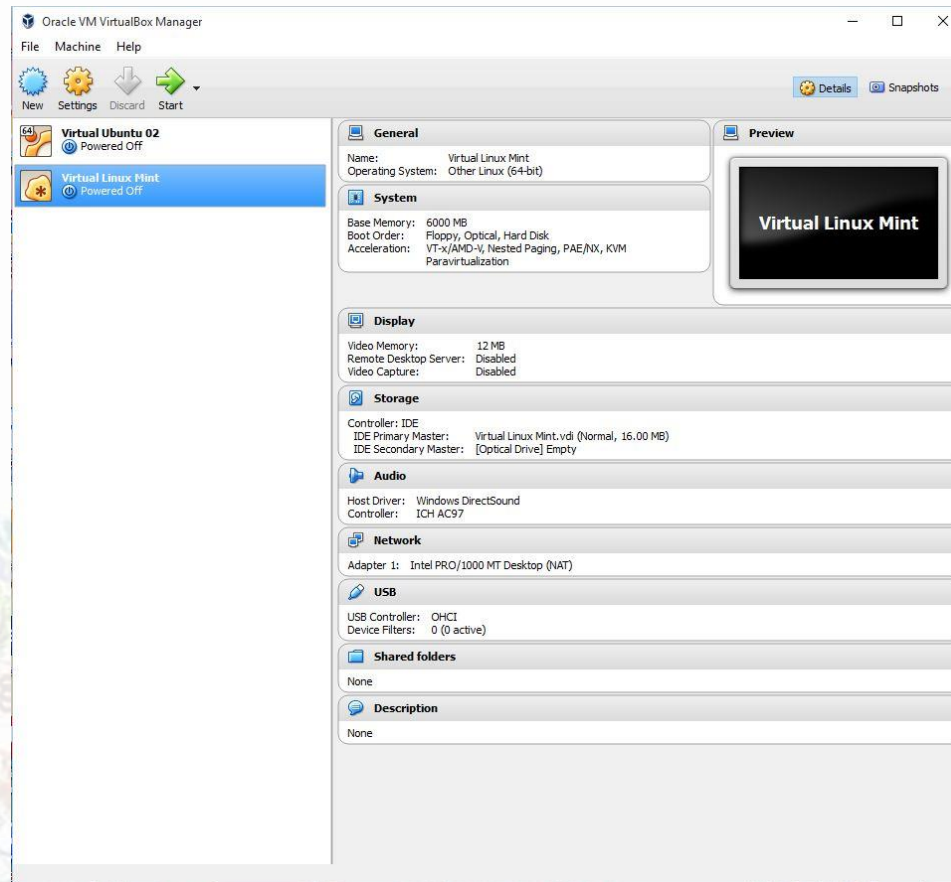 Oracle VM VirtualBox Manager
File Machine Help
New Settings Discard Start
Details Snapshots
64
Virtual Ubuntu 02
Powered Off
Virtual Linux Mint
Powered Off
General
Name: Virtual Linux Mint
Operating System: Other Linux (64-bit)
System
Base Memory: 6000 MB
Boot Order: Floppy, Optical, Hard Disk
Acceleration: VT-x/AMD-V, Nested Paging, PAE/NX, KVM
Paravirtualization
Preview
Virtual Linux Mint
Display
Video Memory: 12 MB
Remote Desktop Server: Disabled
Video Capture: Disabled
Storage
Controller: IDE
IDE Primary Master: Virtual Linux Mint.vdi (Normal, 16.00 MB)
IDE Secondary Master: [Optical Drive] Empty
Audio
Host Driver: Windows DirectSound
Controller: ICH AC97
Network
Adapter 1: Intel PRO/1000 MT Desktop (NAT)
USB
USB Controller: OHCI
Device Filters: 0 (0 active)
Shared folders
None
Description
None